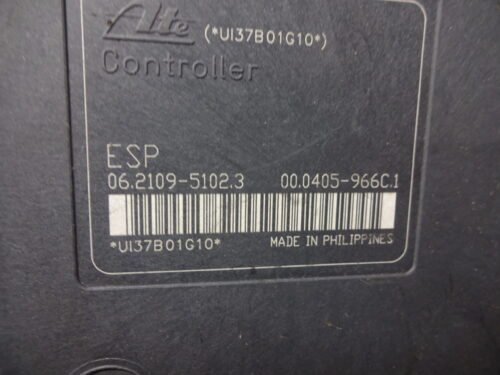 Ate (*UI37B01G10*)
Controller
ESP
06.2109-5102.3 00.0405-966C.1
*UI37B01G10* MADE IN PHILIPPINES